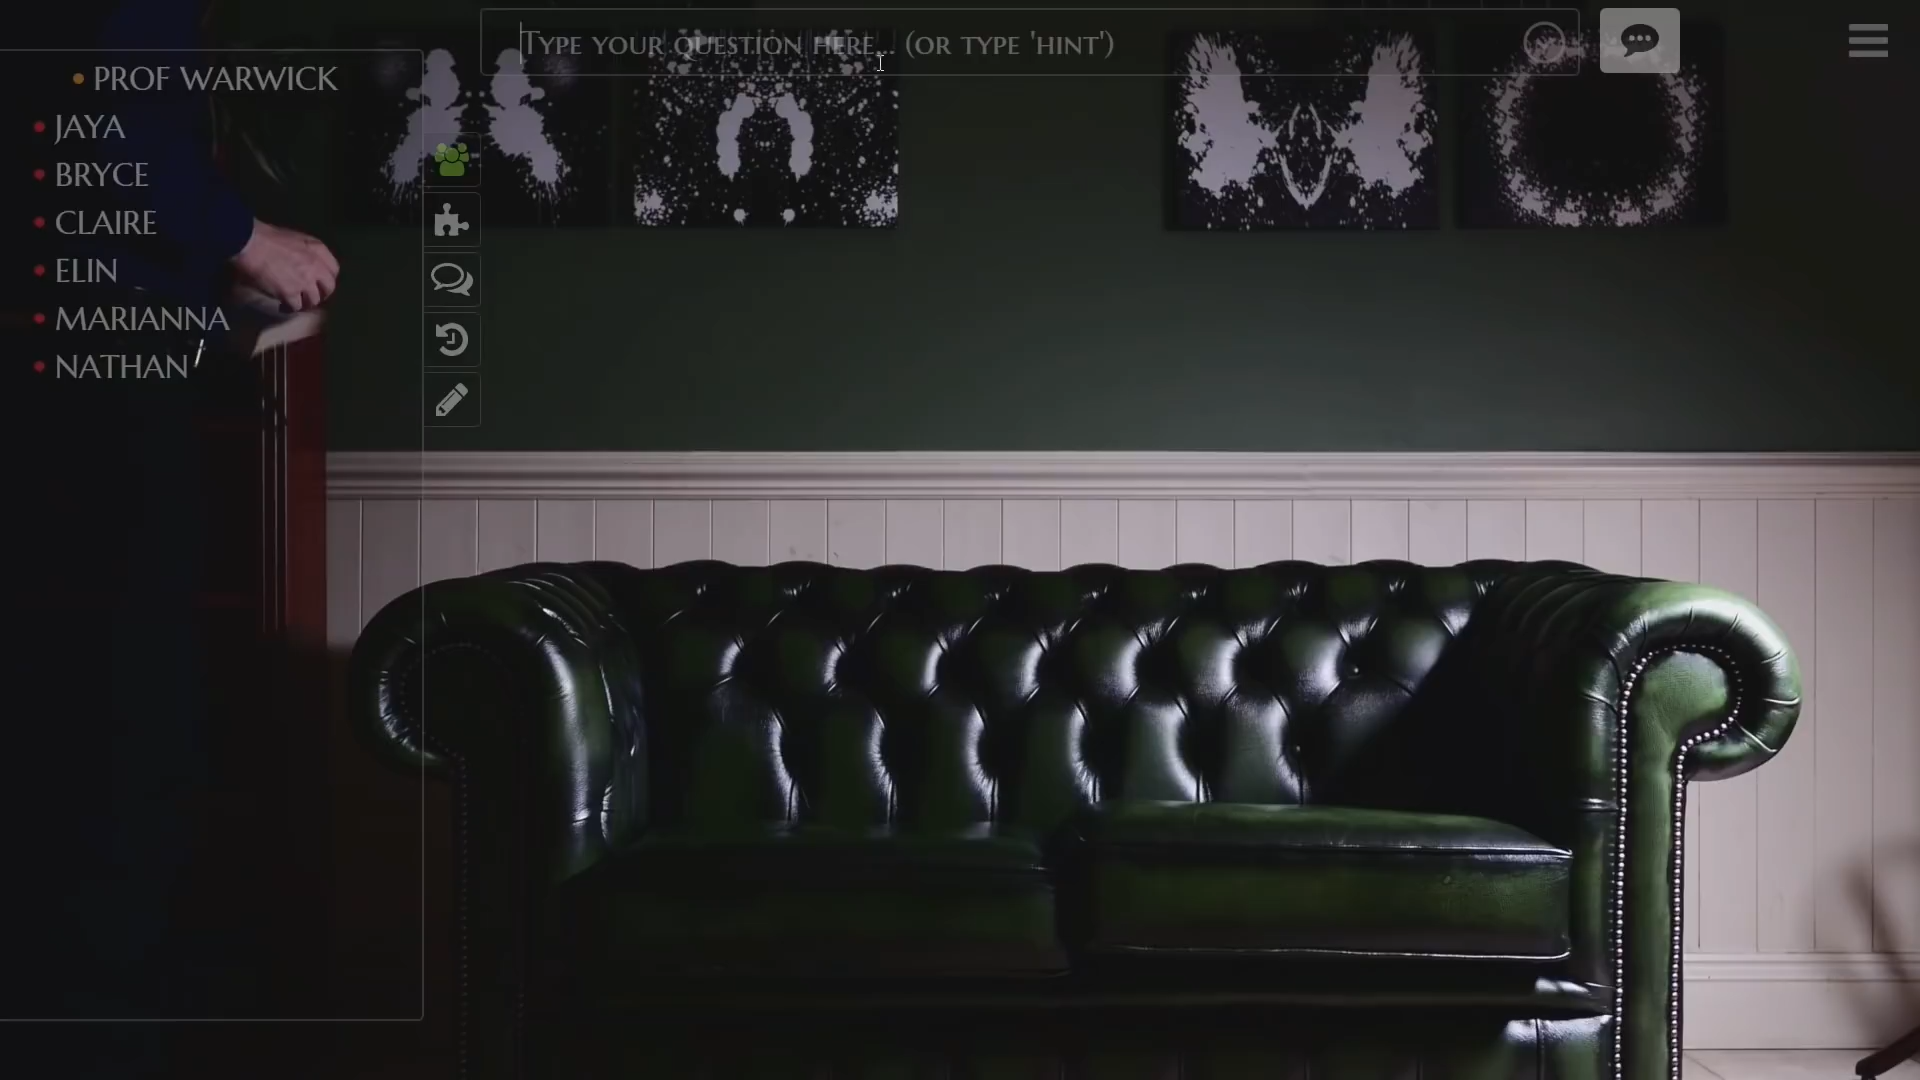 Type your question here... (or type 'hint')
PROF WARWICK
JAYA
BRYCE
CLAIRE
ELIN
MARIANNA
NATHAN